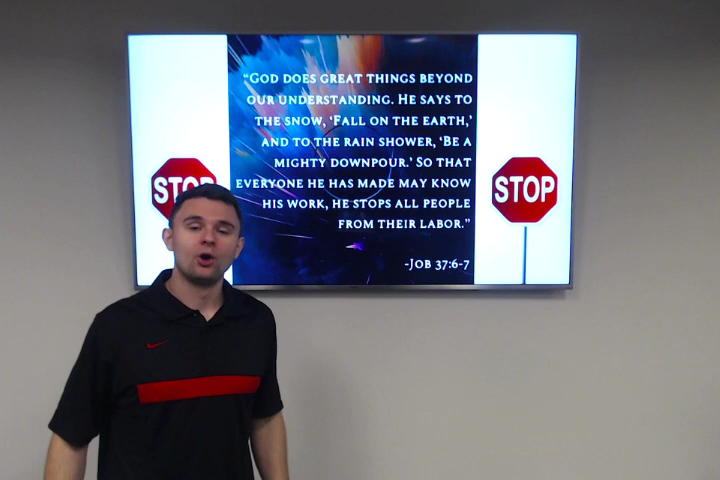 “GOD DOES GREAT THINGS BEYOND
OUR UNDERSTANDING. HE SAYS TO
THE SNOW, ‘FALL ON THE EARTH,’
AND TO THE RAIN SHOWER, ‘BE A
MIGHTY DOWNPOUR.’ SO THAT
EVERYONE HE HAS MADE MAY KNOW
HIS WORK, HE STOPS ALL PEOPLE
FROM THEIR LABOR.”
-JOB 37:6-7
STOP
STOP